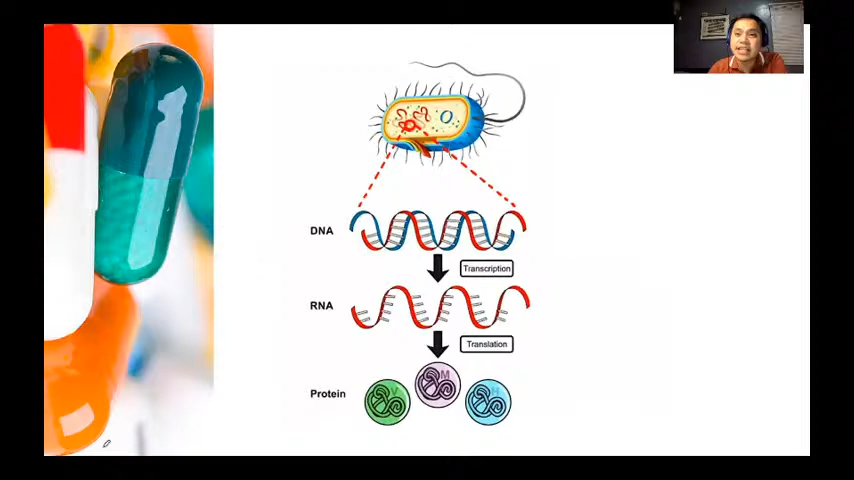 DNA
Transcription
RNA
Translation
M
Protein